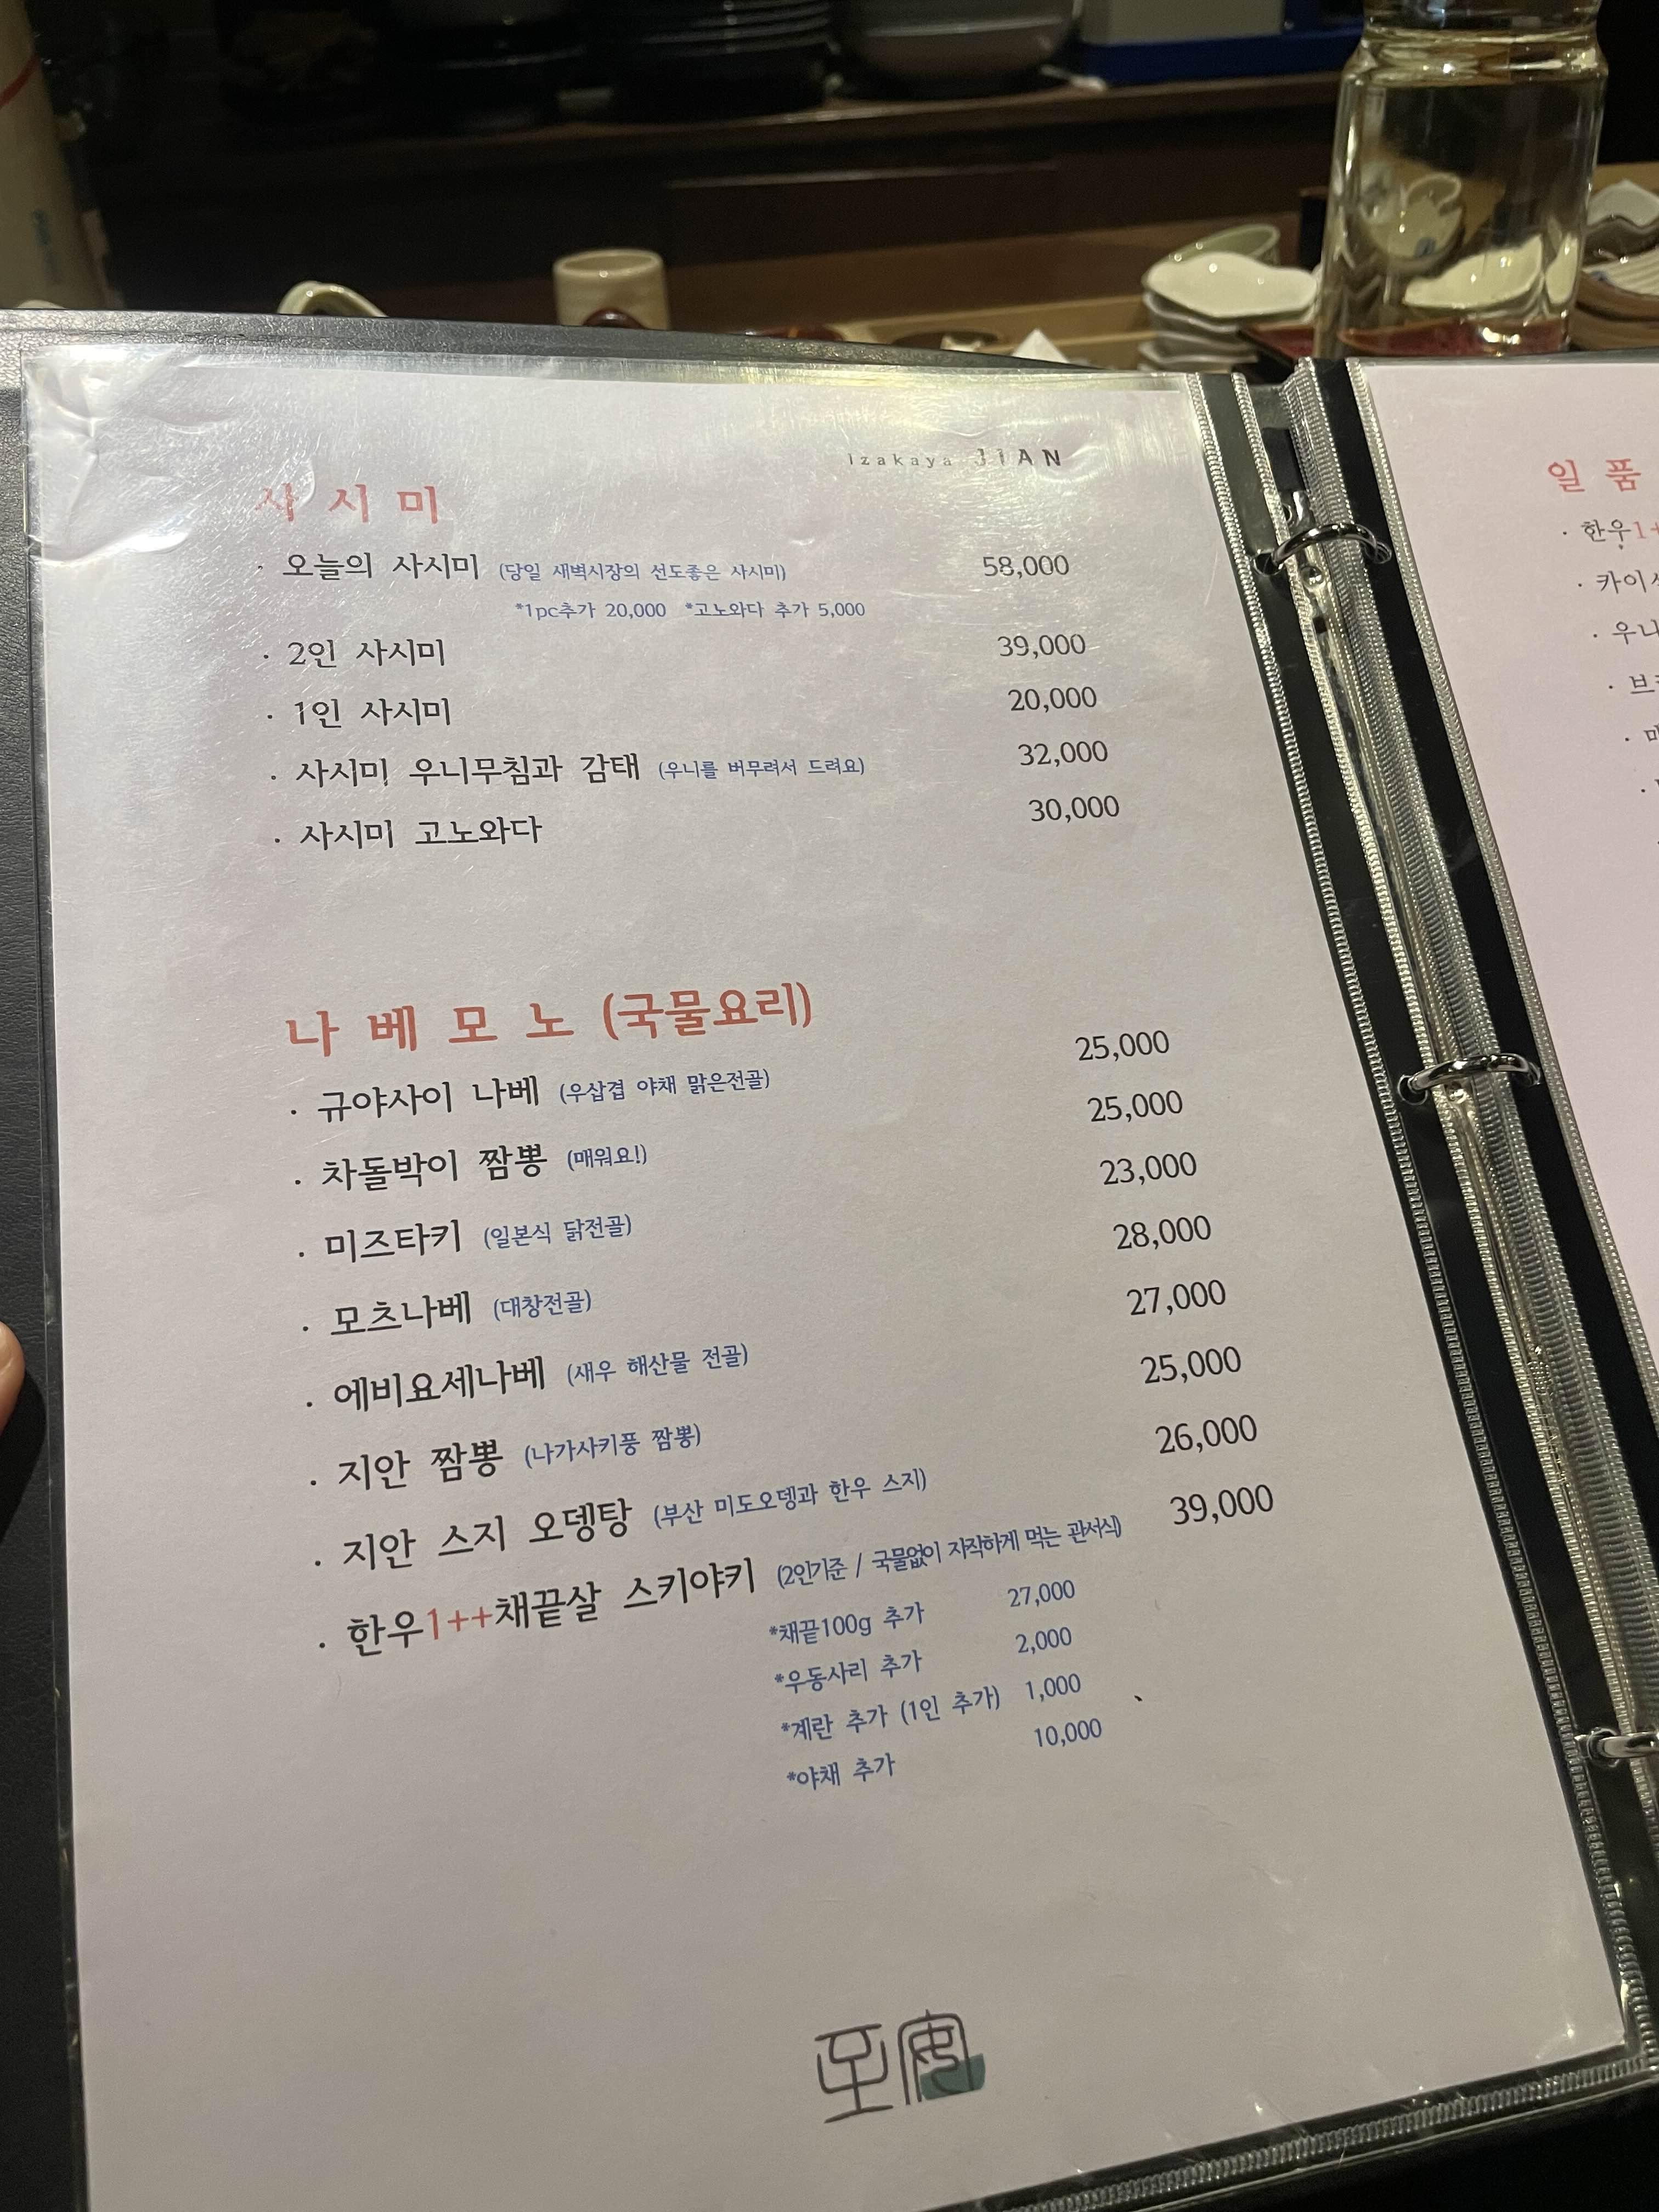 izakaya JIAN
사 시 미
· 오늘의 사시미 (당일 새벽시장의 선도좋은 사시미) 58,000
*1pc추가 20,000 *고노와다 추가 5,000
· 2인 사시미 39,000
· 1인 사시미 20,000
· 사시미 우니무침과 감태 (우니를 버무려서 드려요) 32,000
· 사시미 고노와다 30,000
나 베 모 노 (국물요리)
· 규야사이 나베 (우삼겹 야채 맑은전골) 25,000
· 차돌박이 짬뽕 (매워요!) 25,000
· 미즈타키 (일본식 닭전골) 23,000
· 모츠나베 (대창전골) 28,000
· 에비요세나베 (새우 해산물 전골) 27,000
· 지안 짬뽕 (나가사키풍 짬뽕) 25,000
· 지안 스지 오뎅탕 (부산 미도오뎅과 한우 스지) 26,000
· 한우1++채끝살 스키야키 (2인기준 / 국물없이 자작하게 먹는 관서식) 39,000
*채끝100g 추가 27,000
*우동사리 추가 2,000
*계란 추가 (1인 추가) 1,000
*야채 추가 10,000
至安
일 품
· 한우1+
· 카이
· 우니